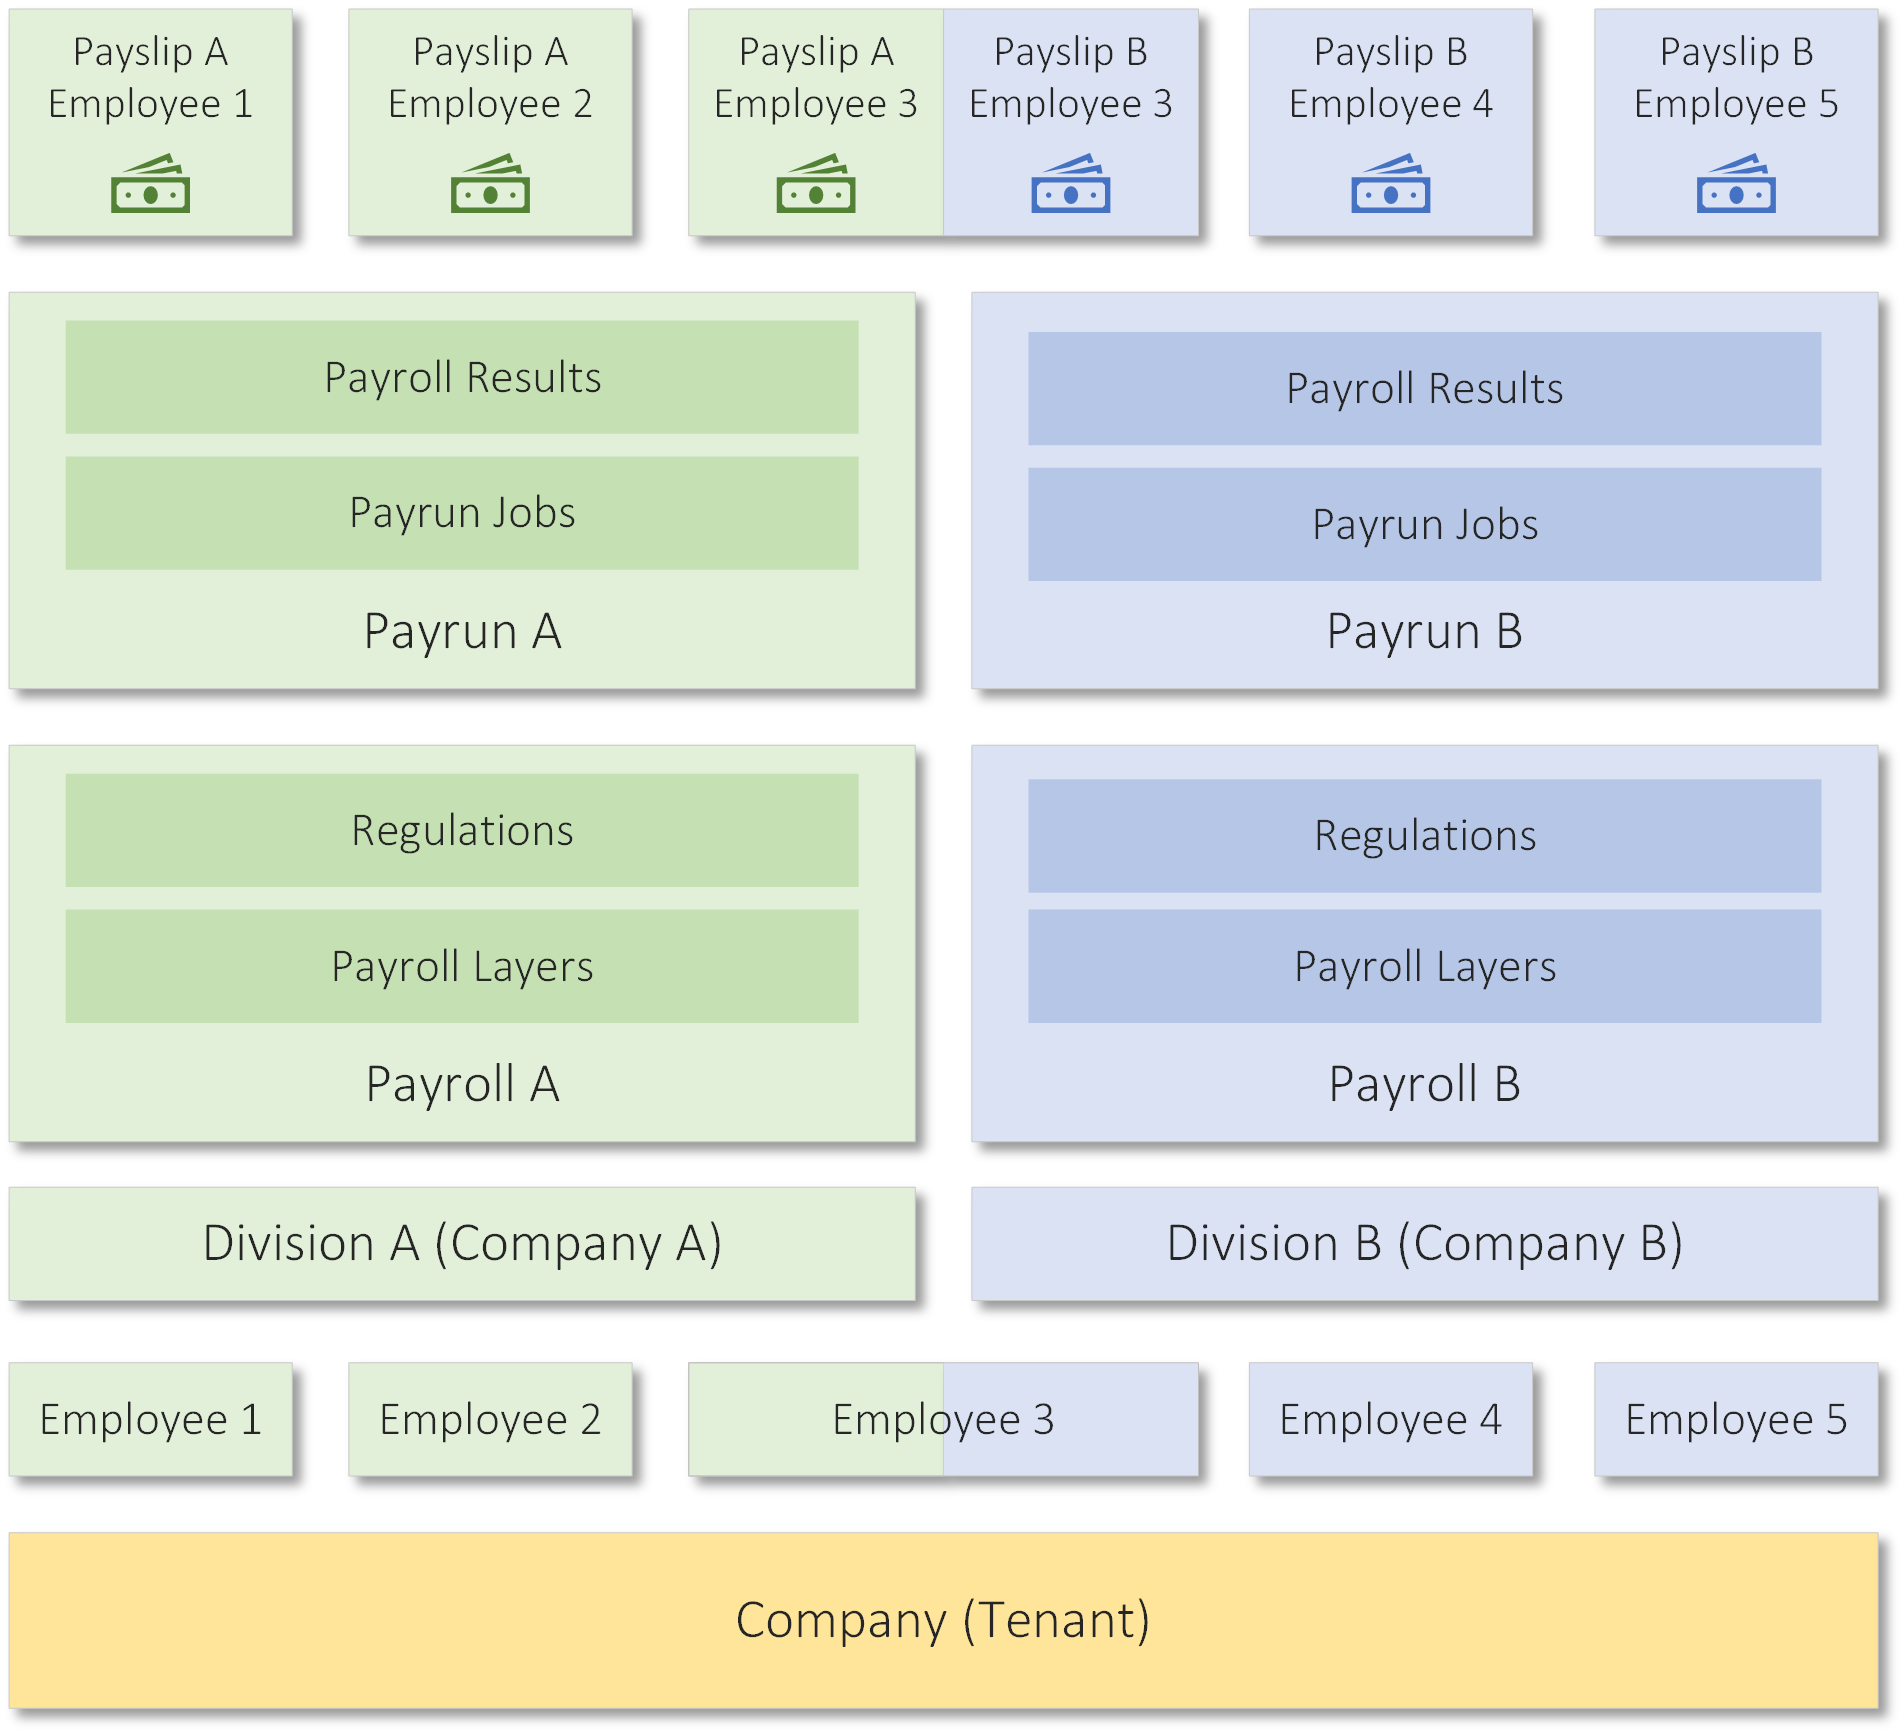 Payslip A
Employee 1
Payslip A
Employee 2
Payslip A
Employee 3
Payslip B
Employee 3
Payslip B
Employee 4
Payslip B
Employee 5
Payroll Results
Payrun Jobs
Payrun A
Payroll Results
Payrun Jobs
Payrun B
Regulations
Payroll Layers
Payroll A
Regulations
Payroll Layers
Payroll B
Division A (Company A)
Division B (Company B)
Employee 1
Employee 2
Employee 3
Employee 4
Employee 5
Company (Tenant)